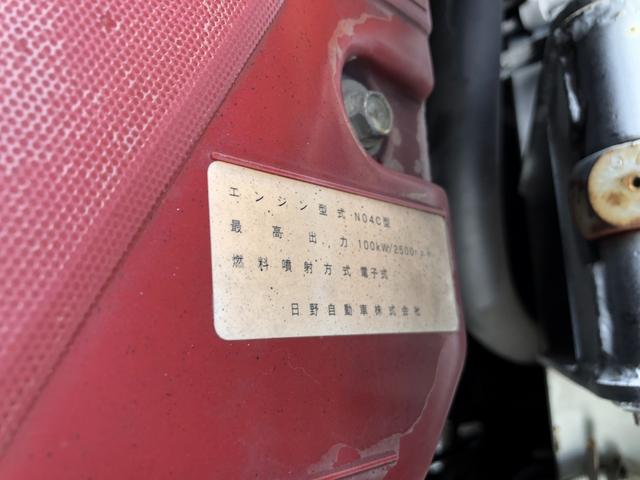 エンジン型式 N04C型
最高出力 100kW/2500r.p.m.
燃料噴射方式 電子式
日野自動車株式会社